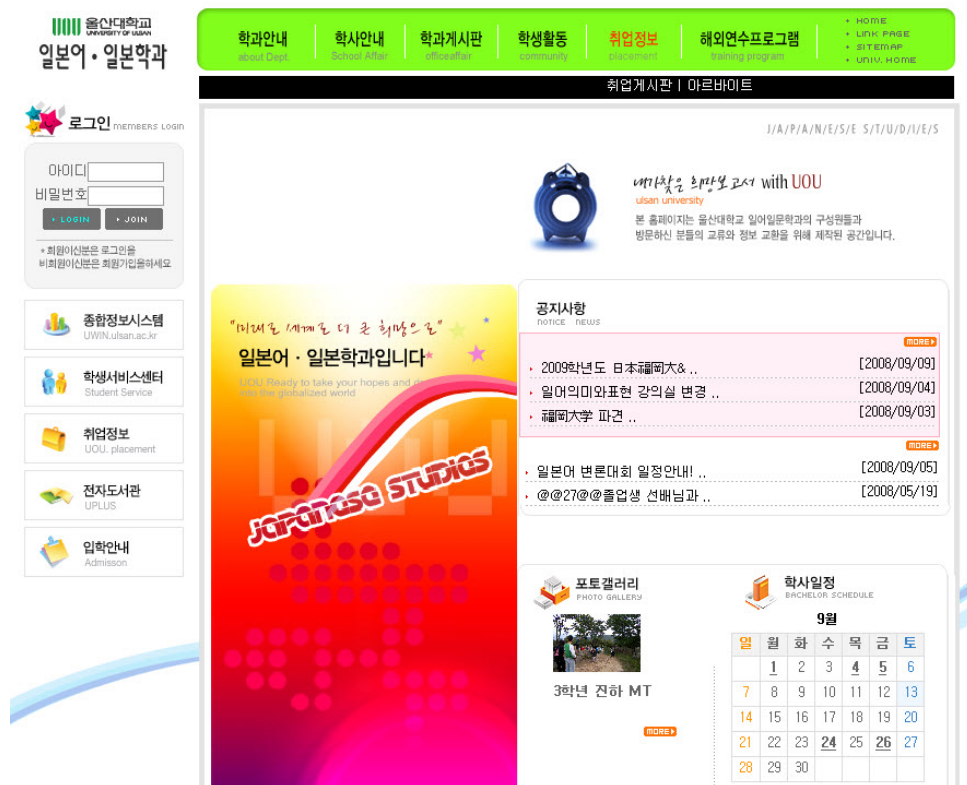 울산대학교
UNIVERSITY OF ULSAN
일본어·일본학과
학과안내
about Dept.
학사안내
School Affair
학과게시판
officeaffair
학생활동
community
취업정보
placement
해외연수프로그램
training program
HOME
LINK PAGE
SITEMAP
UNIV. HOME
취업게시판 | 아르바이트
로그인 MEMBERS LOGIN
아이디
비밀번호
LOGIN
JOIN
* 회원이신분은 로그인을
비회원이신분은 회원가입을하세요
종합정보시스템
UWIN.ulsan.ac.kr
학생서비스센터
Student Service
취업정보
UOU. placement
전자도서관
UPLUS
입학안내
Admisson
J/A/P/A/N/E/S/E S/T/U/D/I/E/S
내가찾은 희망보고서 with UOU
ulsan university
본 홈페이지는 울산대학교 일어일문학과의 구성원들과
방문하신 분들의 교류와 정보 교환을 위해 제작된 공간입니다.
"미래로 세계로 더 큰 희망으로"
일본어·일본학과입니다
UOU Ready to take your hopes and
into the globalized world
UOU
JaPaNaSa STUDiOS
공지사항
NOTICE NEWS
MORE
2009학년도 日本福岡大& .. [2008/09/09]
일어의미와표현 강의실 변경 .. [2008/09/04]
福岡大学 파견 .. [2008/09/03]
MORE
일본어 변론대회 일정안내! .. [2008/09/05]
@@27@@졸업생 선배님과 .. [2008/05/19]
포토갤러리
PHOTO GALLERY
3학년 진하 MT
MORE
학사일정
BACHELOR SCHEDULE
9월
일 월 화 수 목 금 토
1 2 3 4 5 6
7 8 9 10 11 12 13
14 15 16 17 18 19 20
21 22 23 24 25 26 27
28 29 30